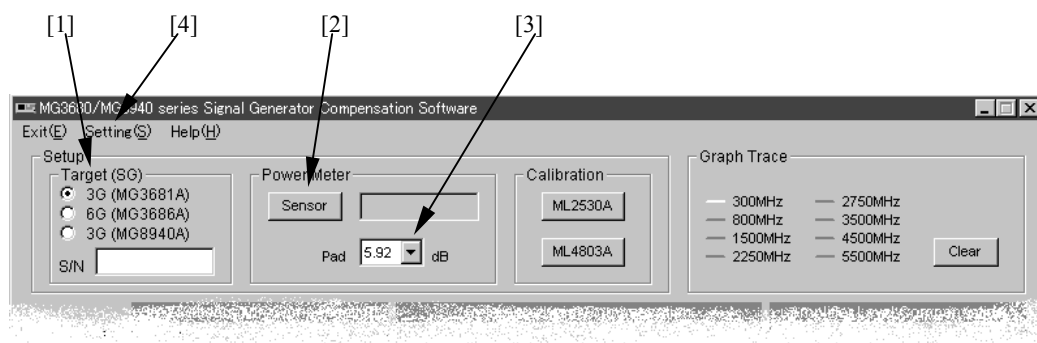 [1] [4] [2] [3]
MG3680/MG8940 series Signal Generator Compensation Software
Exit(E) Setting(S) Help(H)
Setup
Target (SG)
3G (MG3681A)
6G (MG3686A)
3G (MG8940A)
S/N
Power Meter
Sensor
Pad 5.92 dB
Calibration
ML2530A
ML4803A
Graph Trace
300MHz
800MHz
1500MHz
2250MHz
2750MHz
3500MHz
4500MHz
5500MHz
Clear